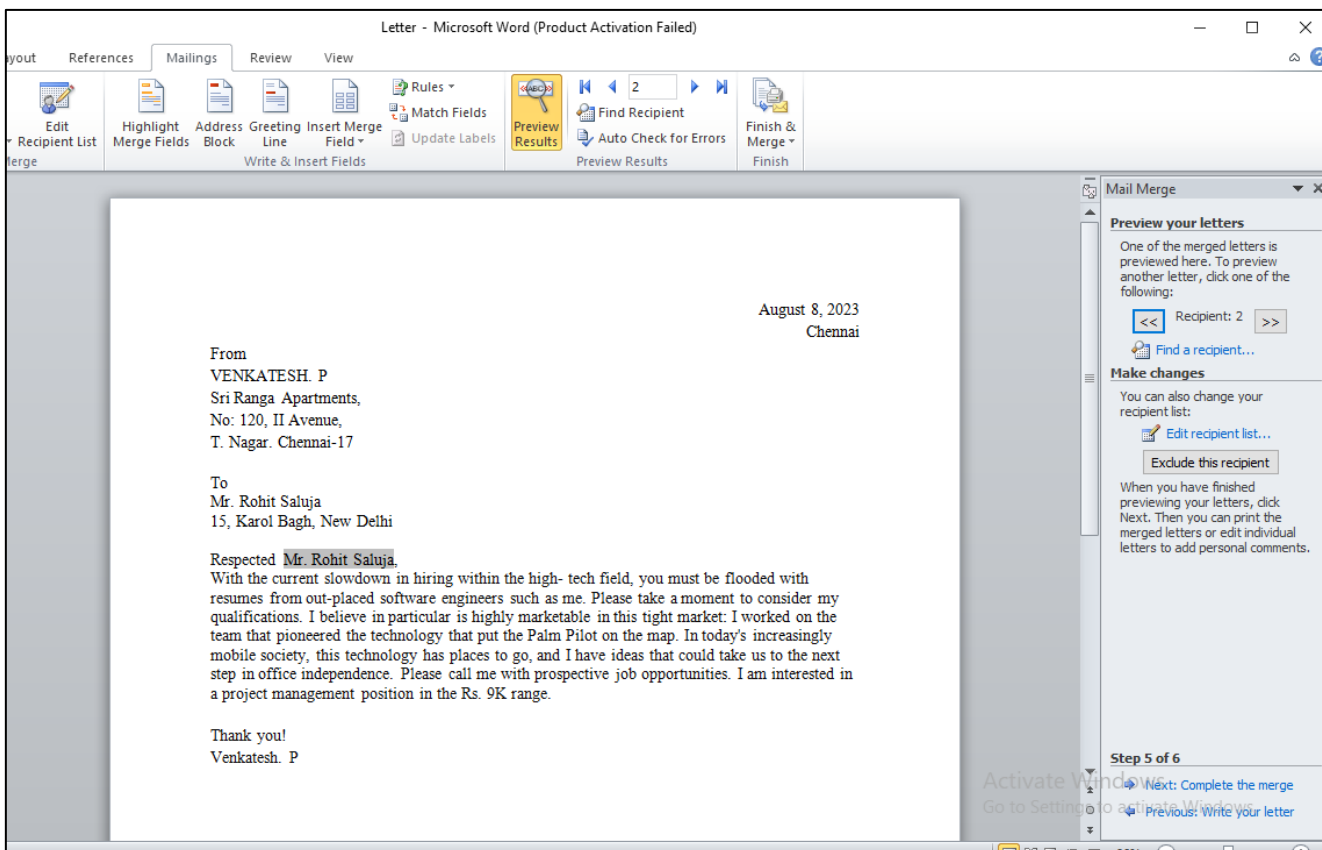 Letter - Microsoft Word (Product Activation Failed)
ayout References Mailings Review View
Edit
Recipient List
Merge
Highlight
Merge Fields
Address
Block
Greeting
Line
Insert Merge
Field
Rules
Match Fields
Update Labels
Write & Insert Fields
«ABC»
Preview
Results
2
Find Recipient
Auto Check for Errors
Preview Results
Finish &
Merge
Finish
August 8, 2023
Chennai
From
VENKATESH. P
Sri Ranga Apartments,
No: 120, II Avenue,
T. Nagar. Chennai-17
To
Mr. Rohit Saluja
15, Karol Bagh, New Delhi
Respected Mr. Rohit Saluja,
With the current slowdown in hiring within the high- tech field, you must be flooded with
resumes from out-placed software engineers such as me. Please take a moment to consider my
qualifications. I believe in particular is highly marketable in this tight market: I worked on the
team that pioneered the technology that put the Palm Pilot on the map. In today's increasingly
mobile society, this technology has places to go, and I have ideas that could take us to the next
step in office independence. Please call me with prospective job opportunities. I am interested in
a project management position in the Rs. 9K range.
Thank you!
Venkatesh. P
Mail Merge
Preview your letters
One of the merged letters is
previewed here. To preview
another letter, click one of the
following:
<< Recipient: 2 >>
Find a recipient...
Make changes
You can also change your
recipient list:
Edit recipient list...
Exclude this recipient
When you have finished
previewing your letters, click
Next. Then you can print the
merged letters or edit individual
letters to add personal comments.
Step 5 of 6
Next: Complete the merge
Previous: Write your letter
Activate Windows
Go to Settings to activate Windows.